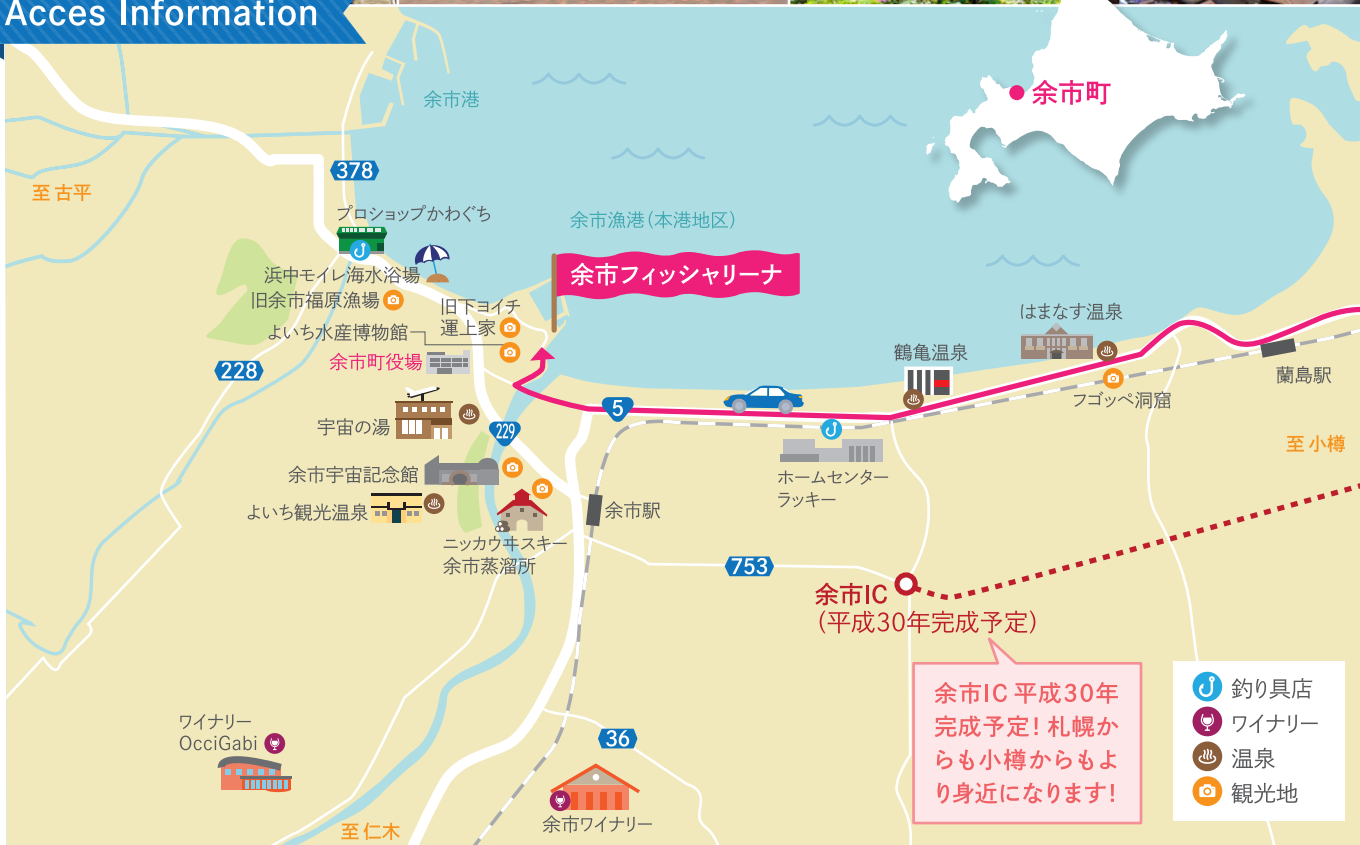 Acces Information
余市港
余市町
378
至 古平
プロショップかわぐち
余市漁港(本港地区)
浜中モイレ海水浴場
余市フィッシャリーナ
旧余市福原漁場
旧下ヨイチ
運上家
はまなす温泉
よいち水産博物館
余市町役場
鶴亀温泉
228
蘭島駅
5
フゴッペ洞窟
宇宙の湯
229
至 小樽
余市宇宙記念館
ホームセンター
ラッキー
よいち観光温泉
余市駅
ニッカウヰスキー
余市蒸溜所
753
余市IC
(平成30年完成予定)
余市IC 平成30年
完成予定!札幌か
らも小樽からもよ
り身近になります!
釣り具店
ワイナリー
温泉
観光地
ワイナリー
OcciGabi
36
余市ワイナリー
至 仁木